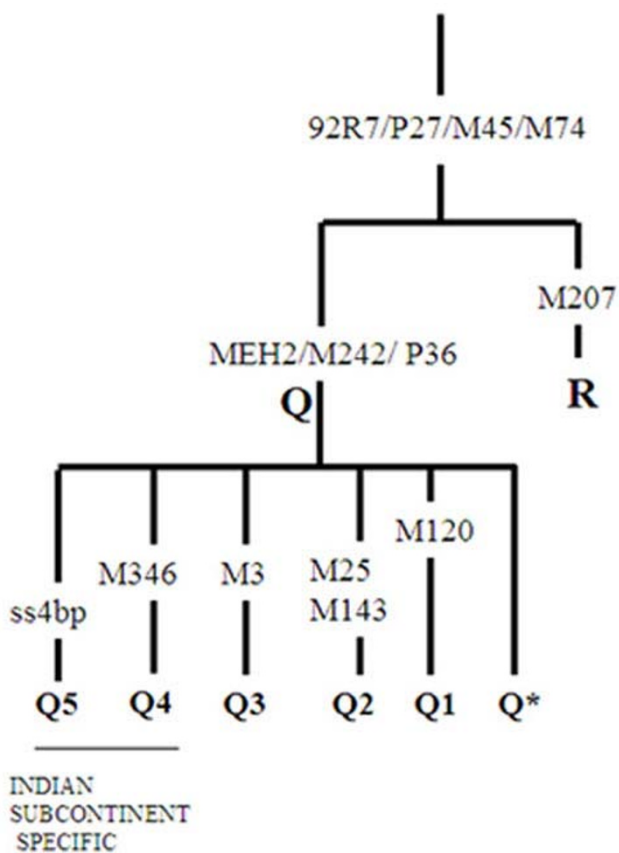 92R7/P27/M45/M74
M207
MEH2/M242/ P36
Q
R
M120
M346
M3
M25
M143
ss4bp
Q5
Q4
Q3
Q2
Q1
Q*
INDIAN
SUBCONTINENT
SPECIFIC